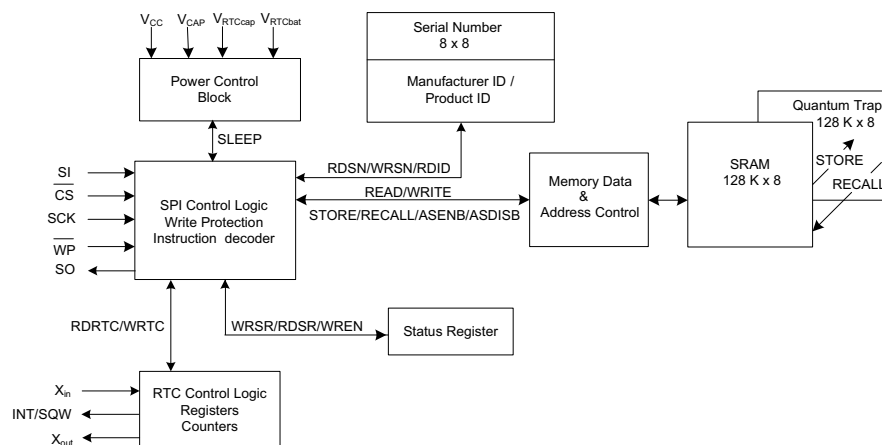 VCC VCAP VRTCcap VRTCbat
Serial Number
8 x 8
Manufacturer ID /
Product ID
Power Control
Block
Quantum Trap
128 K x 8
SRAM
128 K x 8
STORE
RECALL
SLEEP
SI
CS
SCK
WP
SO
SPI Control Logic
Write Protection
Instruction decoder
RDSN/WRSN/RDID
READ/WRITE
STORE/RECALL/ASENB/ASDISB
Memory Data
&
Address Control
RDRTC/WRTC
WRSR/RDSR/WREN
Status Register
Xin
INT/SQW
Xout
RTC Control Logic
Registers
Counters